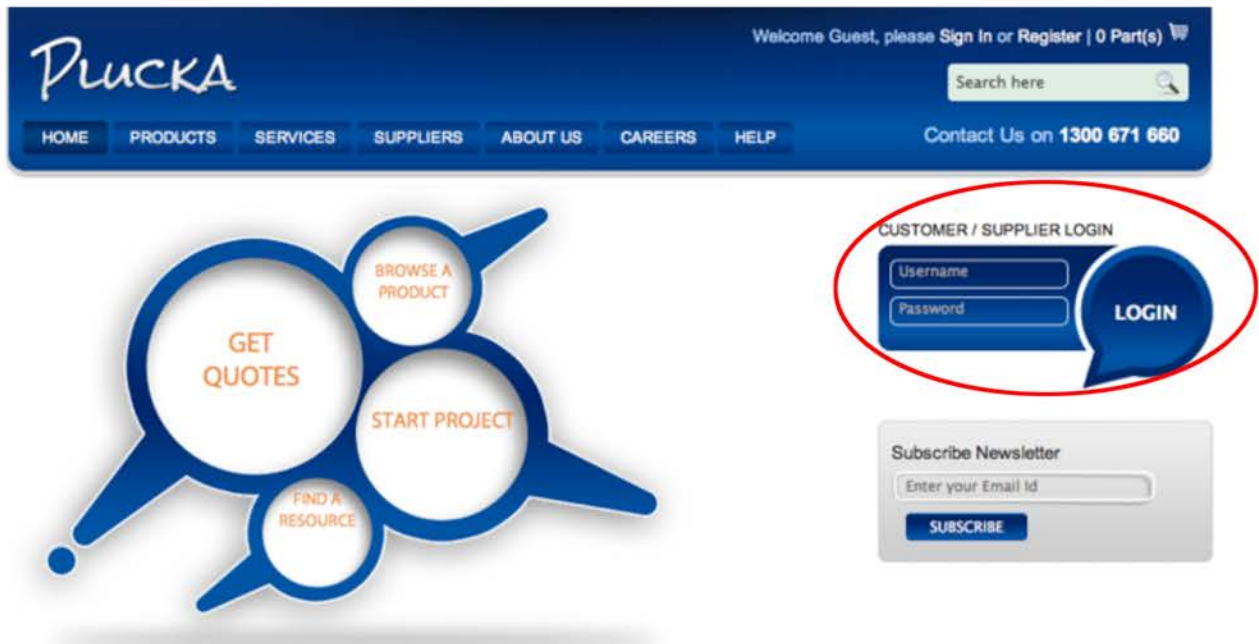 Welcome Guest, please Sign In or Register | 0 Part(s)
PLUCKA
Search here
HOME PRODUCTS SERVICES SUPPLIERS ABOUT US CAREERS HELP
Contact Us on 1300 671 660
CUSTOMER / SUPPLIER LOGIN
Username
Password
LOGIN
BROWSE A
PRODUCT
GET
QUOTES
START PROJECT
FIND A
RESOURCE
Subscribe Newsletter
Enter your Email Id
SUBSCRIBE